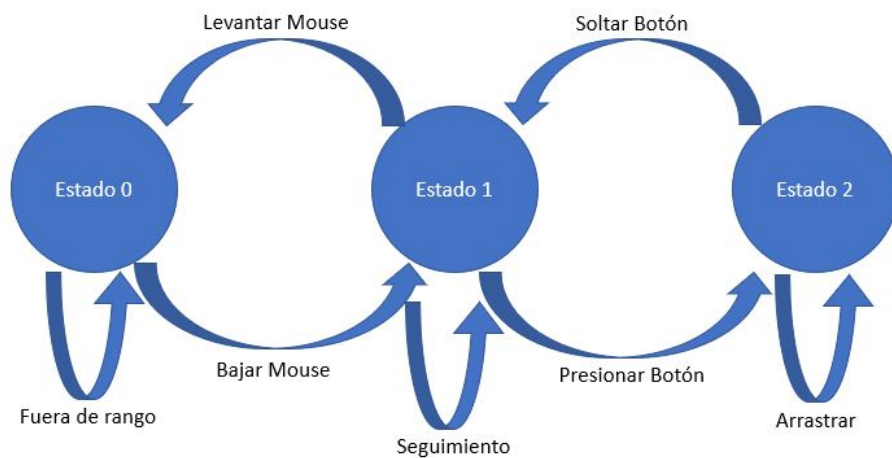 Levantar Mouse
Soltar Botón
Estado 0
Estado 1
Estado 2
Bajar Mouse
Presionar Botón
Fuera de rango
Seguimiento
Arrastrar